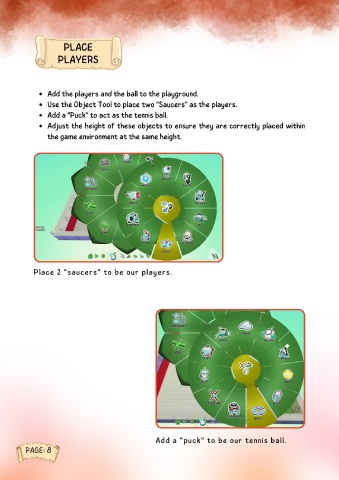 PLACE
PLAYERS
• Add the players and the ball to the playground.
• Use the Object Tool to place two "Saucers" as the players.
• Add a "Puck" to act as the tennis ball.
• Adjust the height of these objects to ensure they are correctly placed within
the game environment at the same height.
Place 2 "saucers" to be our players.
Add a "puck" to be our tennis ball.
PAGE: 8